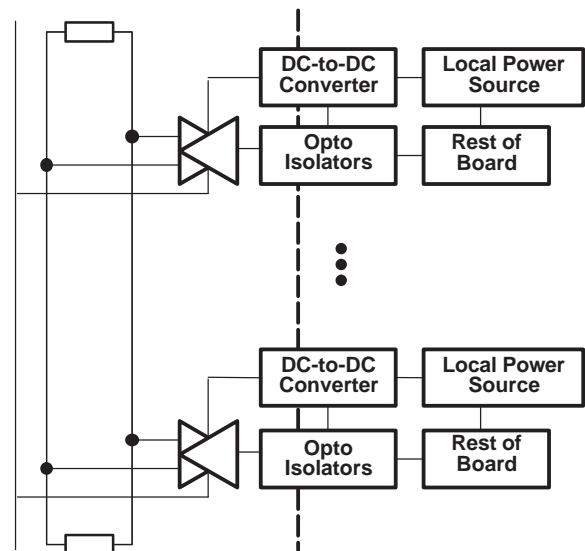 DC-to-DC
Converter
Local Power
Source
Opto
Isolators
Rest of
Board
DC-to-DC
Converter
Local Power
Source
Opto
Isolators
Rest of
Board